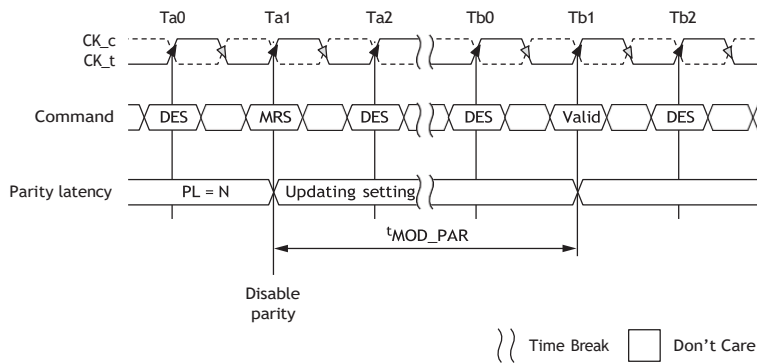 Ta0 Ta1 Ta2 Tb0 Tb1 Tb2
CK_c
CK_t
Command DES MRS DES DES Valid DES
Parity latency PL = N Updating setting
tMOD_PAR
Disable
parity
Time Break Don't Care